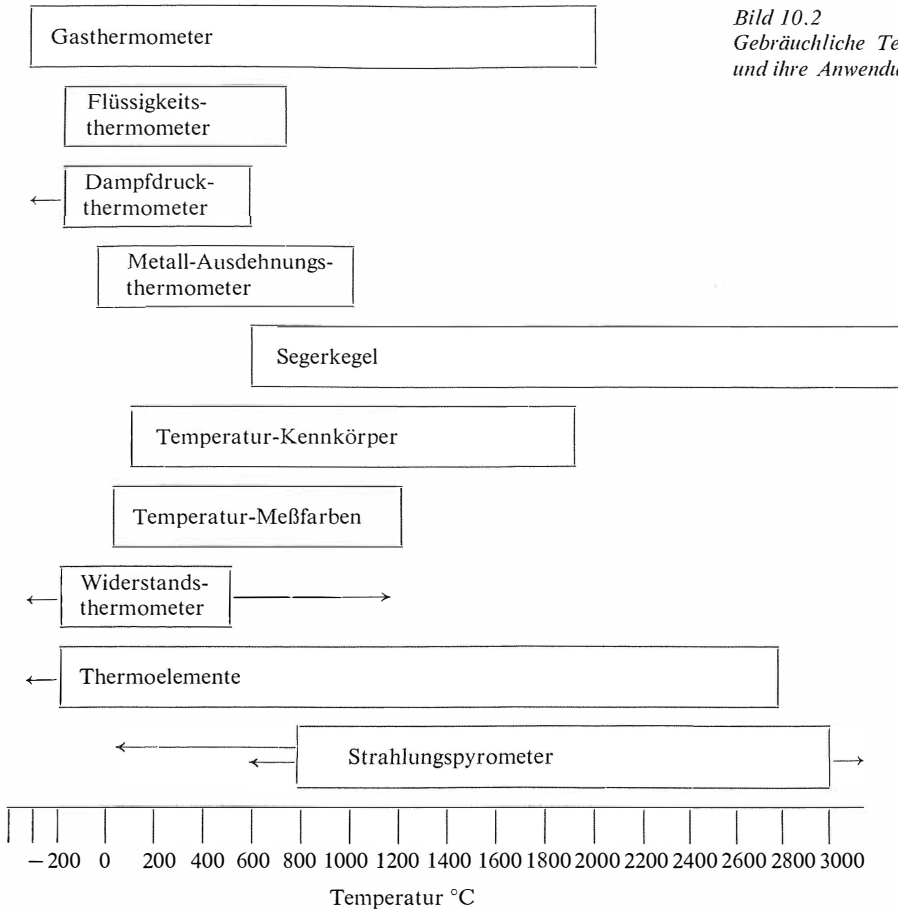 Bild 10.2
Gebräuchliche
und ihre
Gasthermometer
Flüssigkeits-
thermometer
Dampfdruck-
thermometer
Metall-Ausdehnungs-
thermometer
Segerkegel
Temperatur-Kennkörper
Temperatur-Meßfarben
Widerstands-
thermometer
Thermoelemente
Strahlungspyrometer
−200 0 200 400 600 800 1000 1200 1400 1600 1800 2000 2200 2400 2600 2800 3000
Temperatur °C